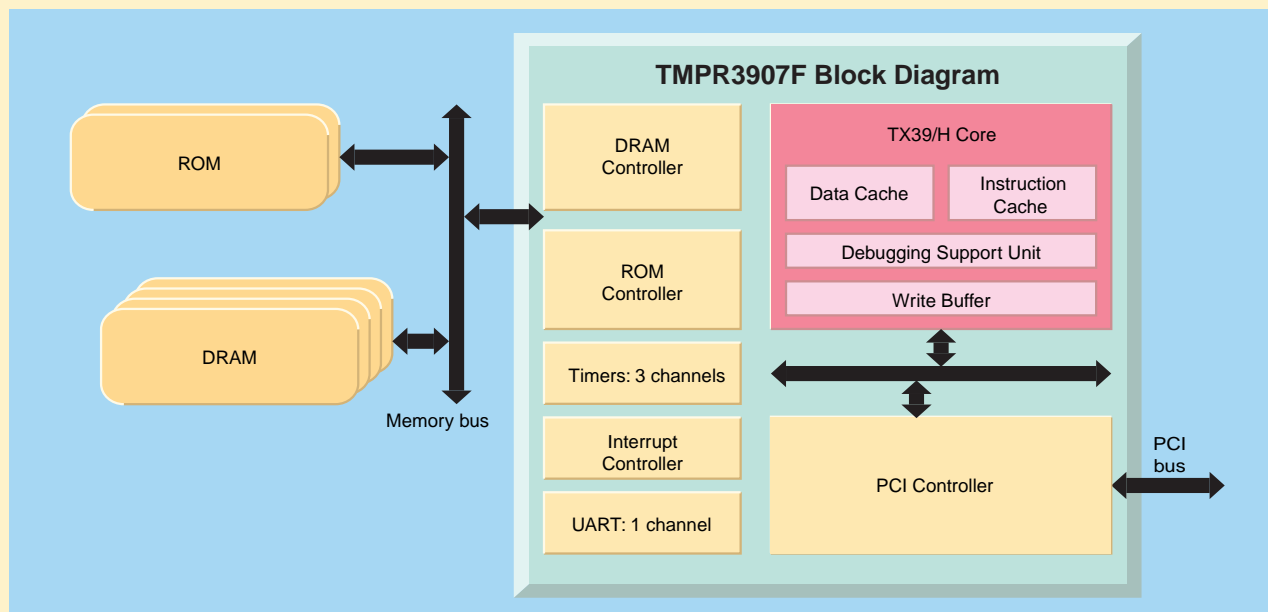 TMPR3907F Block Diagram
ROM
DRAM
Memory bus
DRAM
Controller
ROM
Controller
Timers: 3 channels
Interrupt
Controller
UART: 1 channel
TX39/H Core
Data Cache
Instruction
Cache
Debugging Support Unit
Write Buffer
PCI Controller
PCI
bus